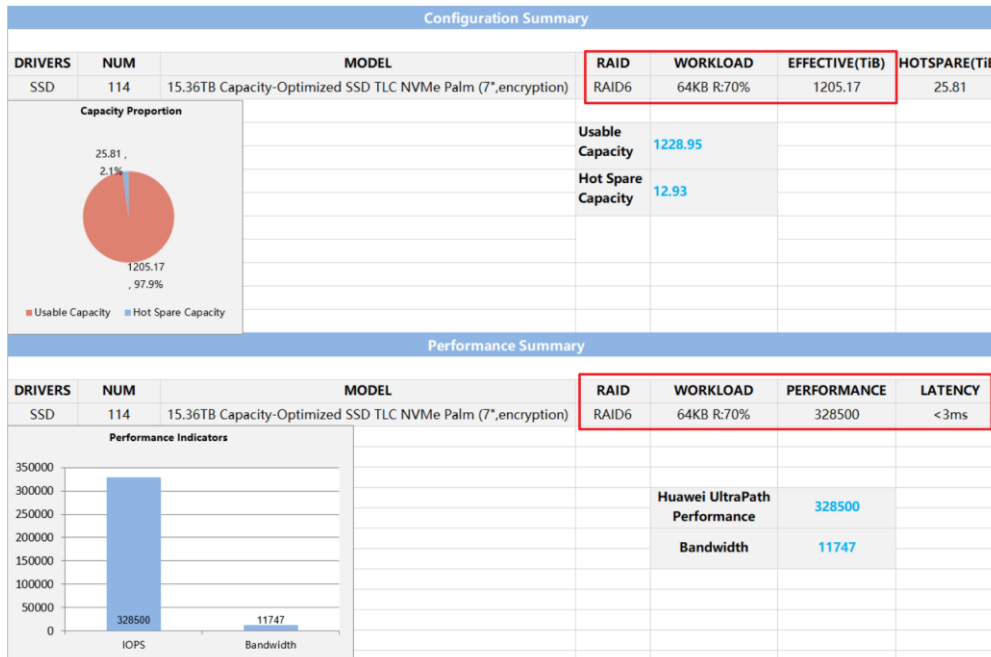 Configuration Summary
DRIVERS NUM MODEL RAID WORKLOAD EFFECTIVE(TiB) HOTSPARE(TiB
SSD 114 15.36TB Capacity-Optimized SSD TLC NVMe Palm (7",encryption) RAID6 64KB R:70% 1205.17 25.81
Capacity Proportion
25.81 ,
2.1%
1205.17
, 97.9%
Usable Capacity Hot Spare Capacity
Usable
Capacity
1228.95
Hot Spare
Capacity
12.93
Performance Summary
DRIVERS NUM MODEL RAID WORKLOAD PERFORMANCE LATENCY
SSD 114 15.36TB Capacity-Optimized SSD TLC NVMe Palm (7",encryption) RAID6 64KB R:70% 328500 <3ms
Performance Indicators
350000
300000
250000
200000
150000
100000
50000
0
328500
11747
IOPS Bandwidth
Huawei UltraPath
Performance
328500
Bandwidth 11747